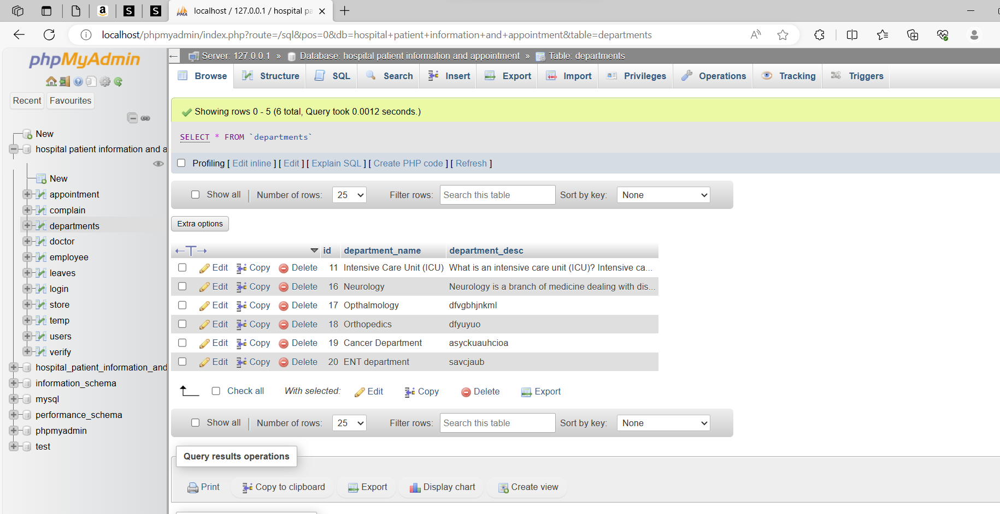 localhost / 127.0.0.1 / hospital pa
localhost/phpmyadmin/index.php?route=/sql&pos=0&db=hospital+patient+information+and+appointment&table=departments
phpMyAdmin
Recent Favourites
New
hospital patient information and a
New
appointment
complain
departments
doctor
employee
leaves
login
store
temp
users
verify
hospital_patient_information_and
information_schema
mysql
performance_schema
phpmyadmin
test
Server: 127.0.0.1 » Database: hospital patient information and appointment » Table: departments
Browse Structure SQL Search Insert Export Import Privileges Operations Tracking Triggers
Showing rows 0 - 5 (6 total, Query took 0.0012 seconds.)
SELECT * FROM `departments`
Profiling [ Edit inline ] [ Edit ] [ Explain SQL ] [ Create PHP code ] [ Refresh ]
Show all | Number of rows: 25 Filter rows: Search this table Sort by key: None
Extra options
←T→ id department_name department_desc
Edit Copy Delete 11 Intensive Care Unit (ICU) What is an intensive care unit (ICU)? Intensive ca...
Edit Copy Delete 16 Neurology Neurology is a branch of medicine dealing with dis...
Edit Copy Delete 17 Opthalmology dfvgbhjnkml
Edit Copy Delete 18 Orthopedics dfyuyuo
Edit Copy Delete 19 Cancer Department asyckuauhcioa
Edit Copy Delete 20 ENT department savcjaub
Check all With selected: Edit Copy Delete Export
Show all | Number of rows: 25 Filter rows: Search this table Sort by key: None
Query results operations
Print Copy to clipboard Export Display chart Create view